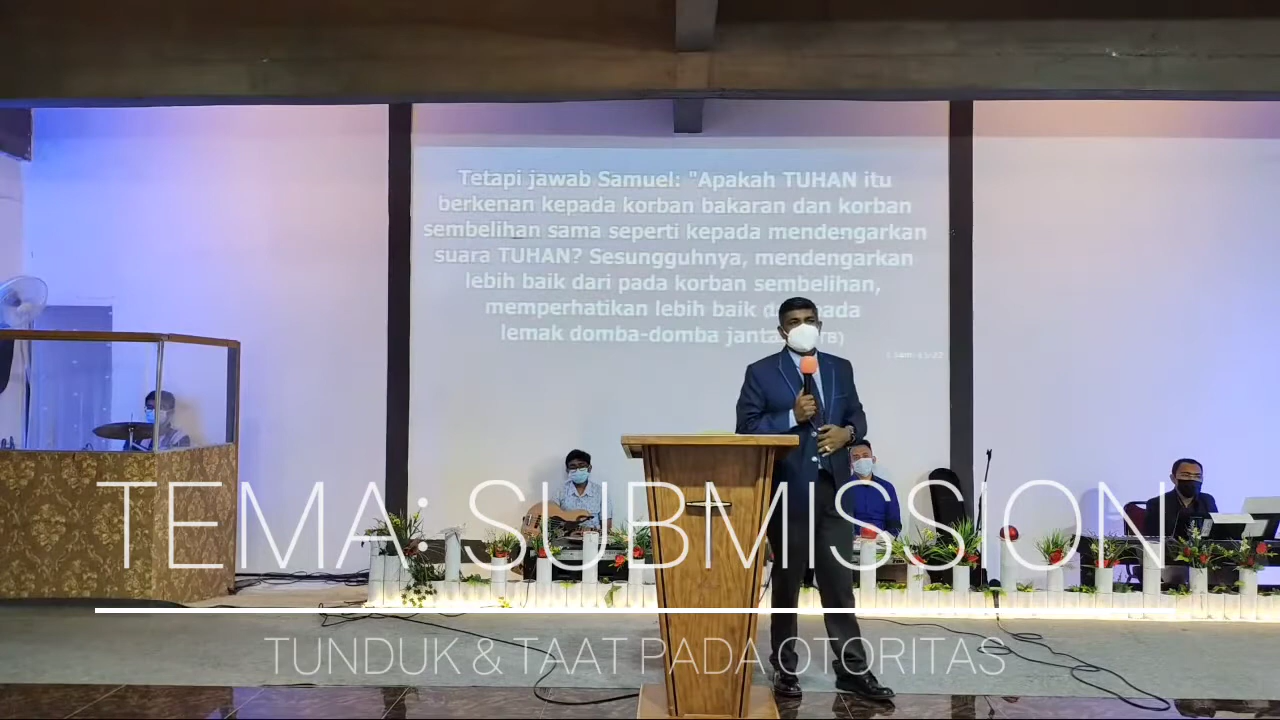 Tetapi jawab Samuel: "Apakah TUHAN itu
berkenan kepada korban bakaran dan korban
sembelihan sama seperti kepada mendengarkan
suara TUHAN? Sesungguhnya, mendengarkan
lebih baik dari pada korban sembelihan,
memperhatikan lebih baik
lemak domba-domba
TEMA: SUBMISSION
TUNDUK & TAAT PADA OTORITAS